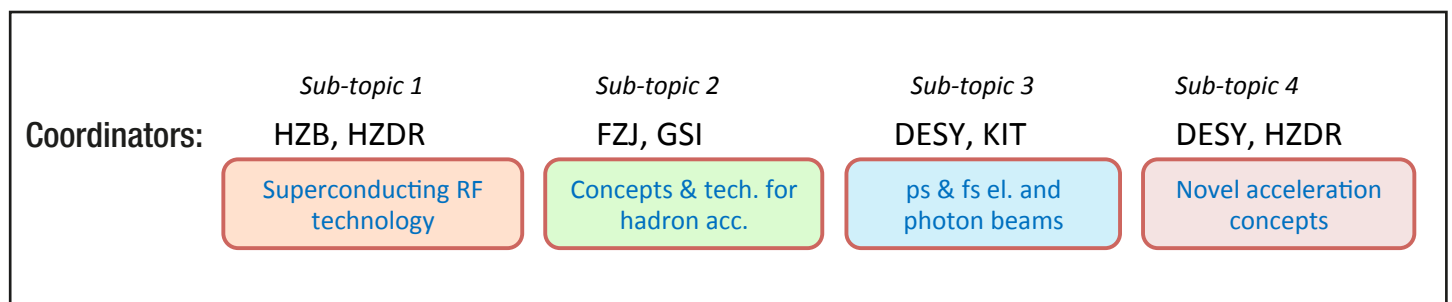 Sub-topic 1 Sub-topic 2 Sub-topic 3 Sub-topic 4
Coordinators: HZB, HZDR FZJ, GSI DESY, KIT DESY, HZDR
Superconducting RF technology
Concepts & tech. for hadron acc.
ps & fs el. and photon beams
Novel acceleration concepts